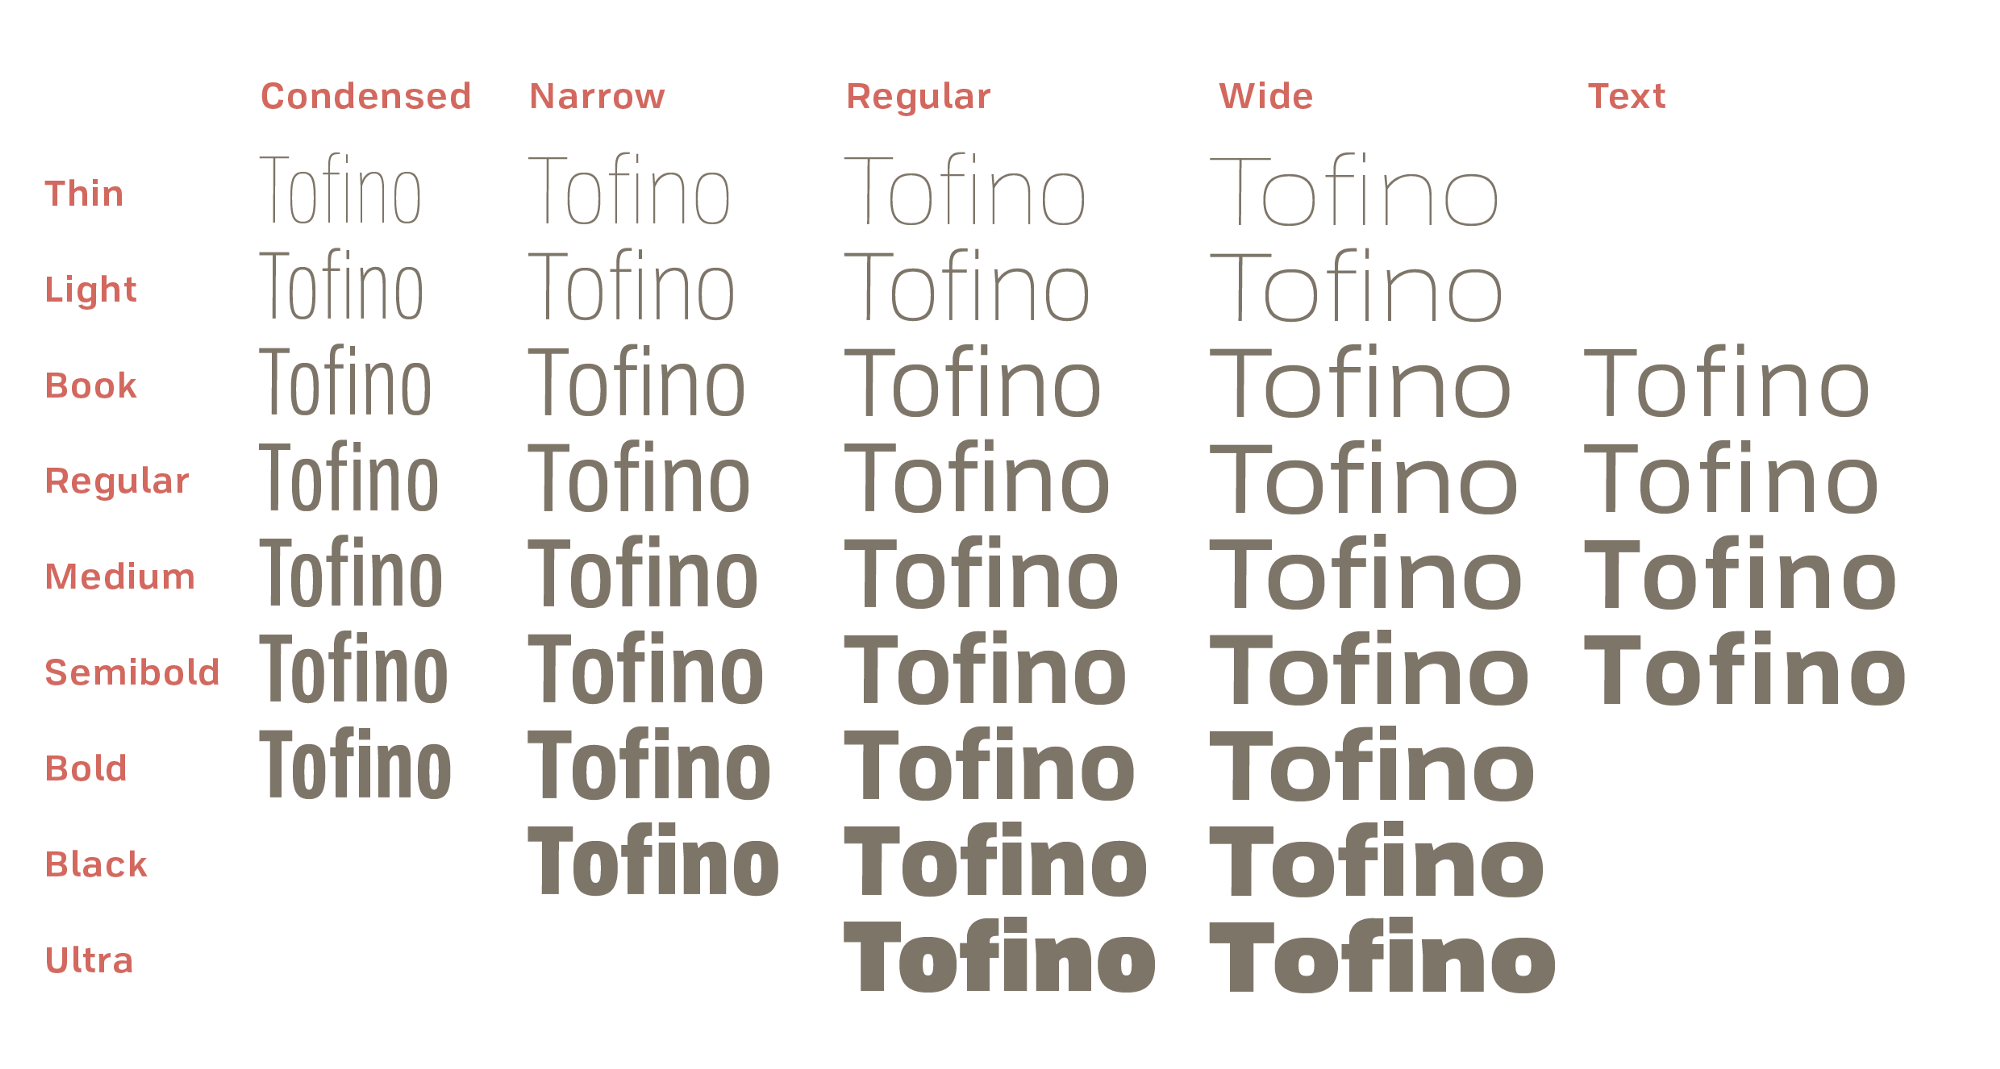 Condensed Narrow Regular Wide Text
Thin Tofino Tofino Tofino Tofino
Light Tofino Tofino Tofino Tofino
Book Tofino Tofino Tofino Tofino Tofino
Regular Tofino Tofino Tofino Tofino Tofino
Medium Tofino Tofino Tofino Tofino Tofino
Semibold Tofino Tofino Tofino Tofino Tofino
Bold Tofino Tofino Tofino Tofino
Black Tofino Tofino Tofino
Ultra Tofino Tofino